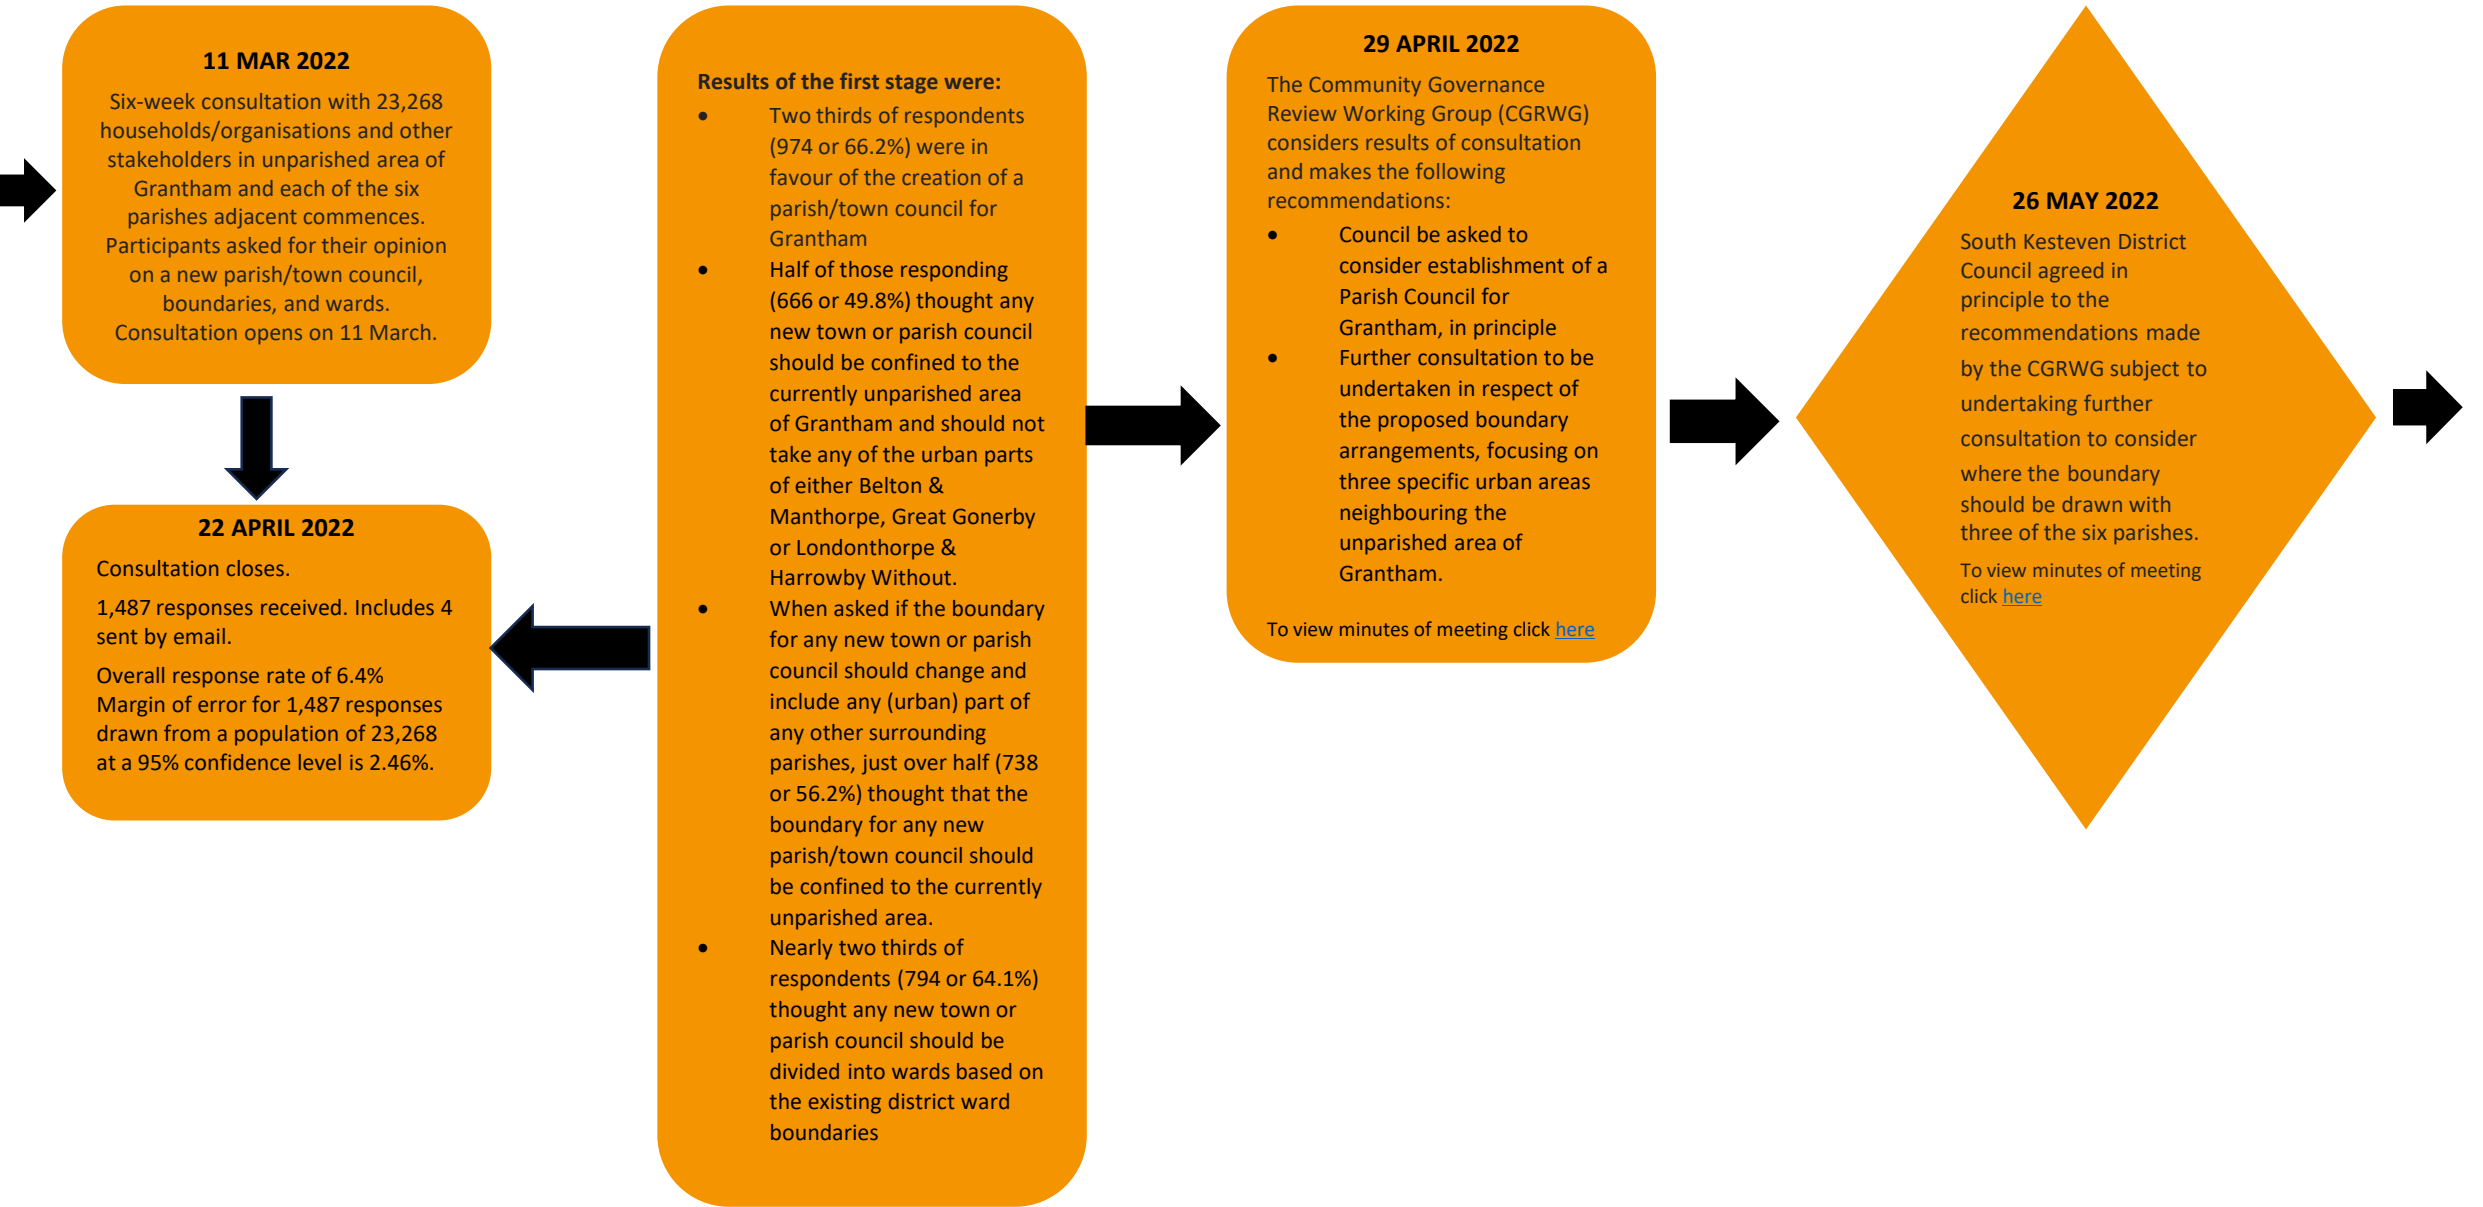 11 MAR 2022
Six-week consultation with 23,268
households/organisations and other
stakeholders in unparished area of
Grantham and each of the six
parishes adjacent commences.
Participants asked for their opinion
on a new parish/town council,
boundaries, and wards.
Consultation opens on 11 March.
22 APRIL 2022
Consultation closes.
1,487 responses received. Includes 4
sent by email.
Overall response rate of 6.4%
Margin of error for 1,487 responses
drawn from a population of 23,268
at a 95% confidence level is 2.46%.
Results of the first stage were:
• Two thirds of respondents
(974 or 66.2%) were in
favour of the creation of a
parish/town council for
Grantham
• Half of those responding
(666 or 49.8%) thought any
new town or parish council
should be confined to the
currently unparished area
of Grantham and should not
take any of the urban parts
of either Belton &
Manthorpe, Great Gonerby
or Londonthorpe &
Harrowby Without.
• When asked if the boundary
for any new town or parish
council should change and
include any (urban) part of
any other surrounding
parishes, just over half (738
or 56.2%) thought that the
boundary for any new
parish/town council should
be confined to the currently
unparished area.
• Nearly two thirds of
respondents (794 or 64.1%)
thought any new town or
parish council should be
divided into wards based on
the existing district ward
boundaries
29 APRIL 2022
The Community Governance
Review Working Group (CGRWG)
considers results of consultation
and makes the following
recommendations:
• Council be asked to
consider establishment of a
Parish Council for
Grantham, in principle
• Further consultation to be
undertaken in respect of
the proposed boundary
arrangements, focusing on
three specific urban areas
neighbouring the
unparished area of
Grantham.
To view minutes of meeting click here
26 MAY 2022
South Kesteven District
Council agreed in
principle to the
recommendations made
by the CGRWG subject to
undertaking further
consultation to consider
where the boundary
should be drawn with
three of the six parishes.
To view minutes of meeting
click here